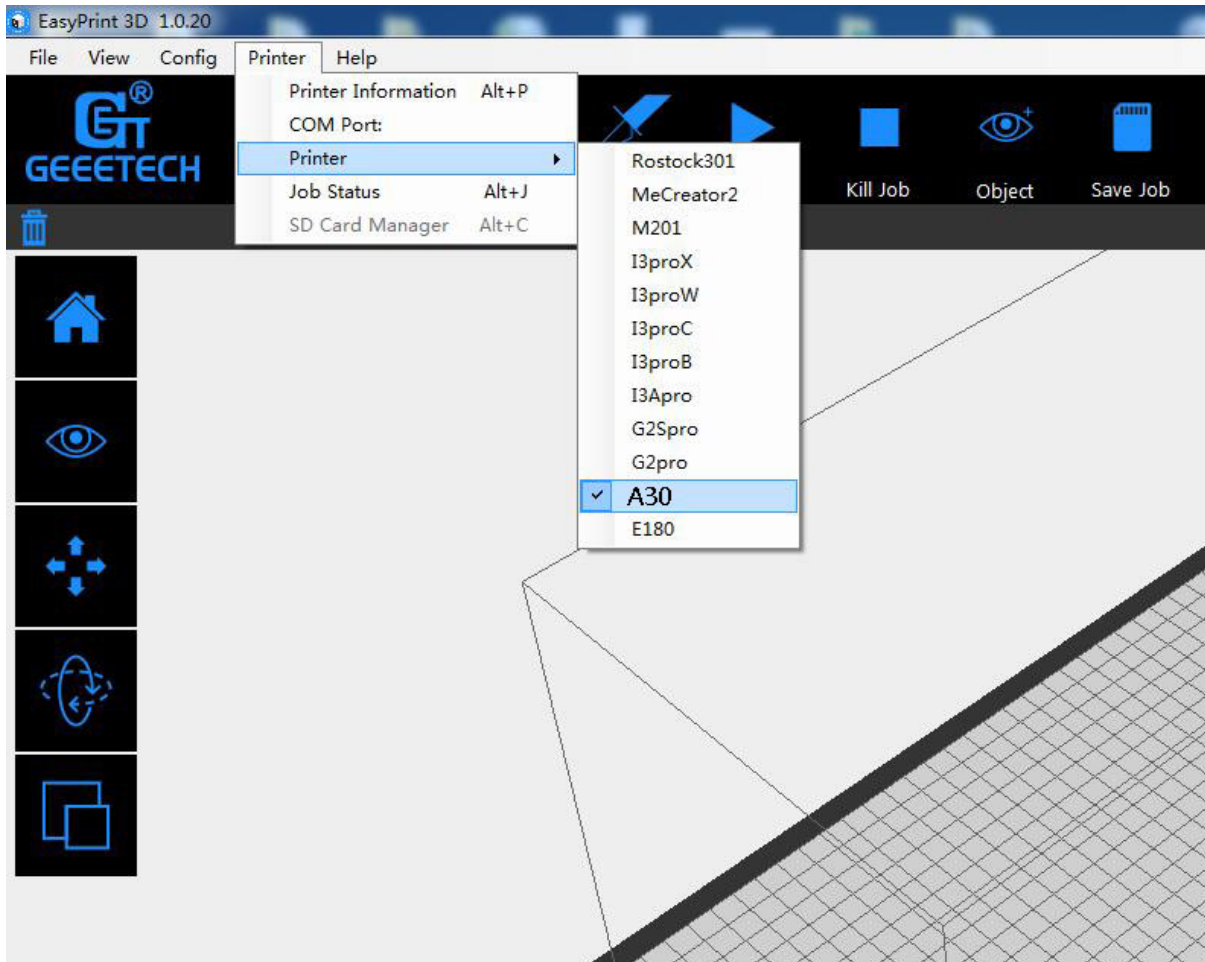 EasyPrint 3D 1.0.20
File View Config Printer Help
Printer Information Alt+P
COM Port:
Printer
Job Status Alt+J
SD Card Manager Alt+C
Rostock301
MeCreator2
M201
I3proX
I3proW
I3proC
I3proB
I3Apro
G2Spro
G2pro
A30
E180
GT®
GEEETECH
Kill Job Object Save Job